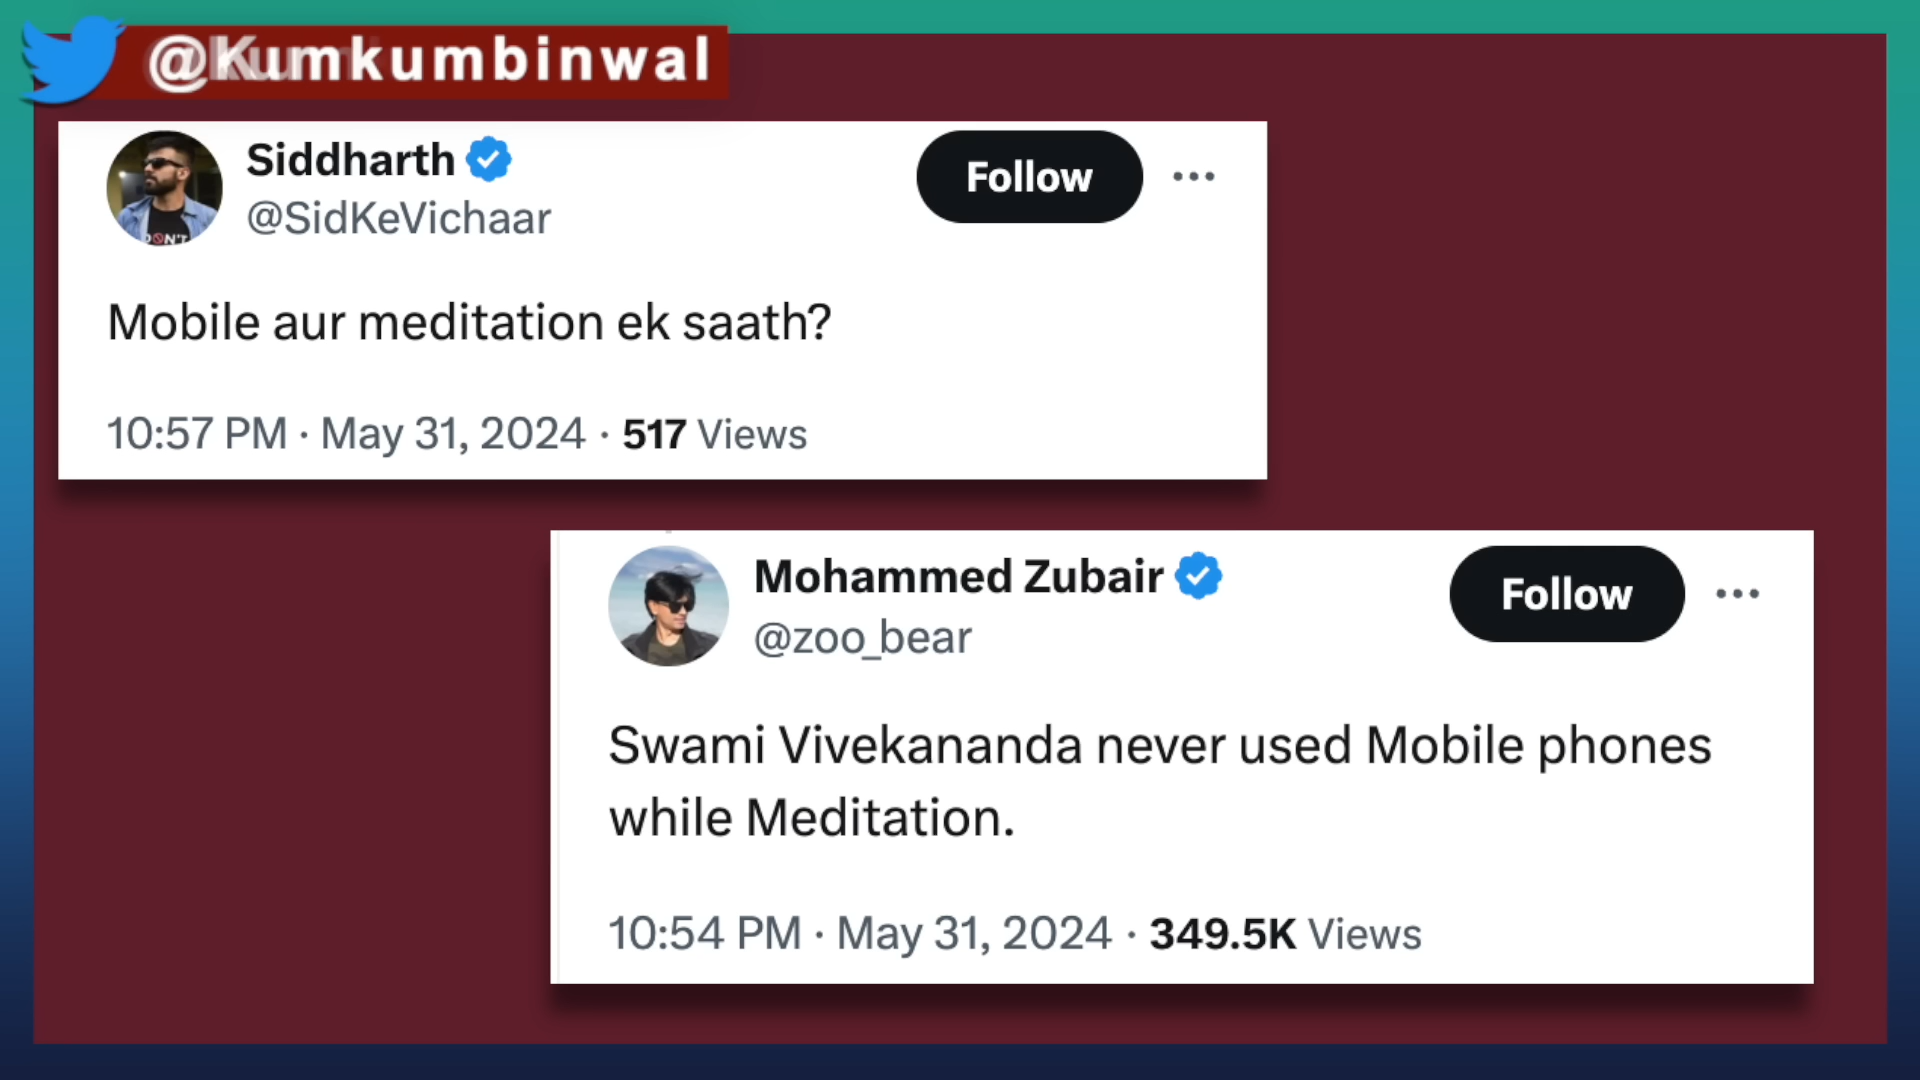 @Kumkumbinwal
Siddharth
@SidKeVichaar
Follow
DON'T
Mobile aur meditation ek saath?
10:57 PM · May 31, 2024 · 517 Views
Mohammed Zubair
@zoo_bear
Follow
Swami Vivekananda never used Mobile phones
while Meditation.
10:54 PM · May 31, 2024 · 349.5K Views